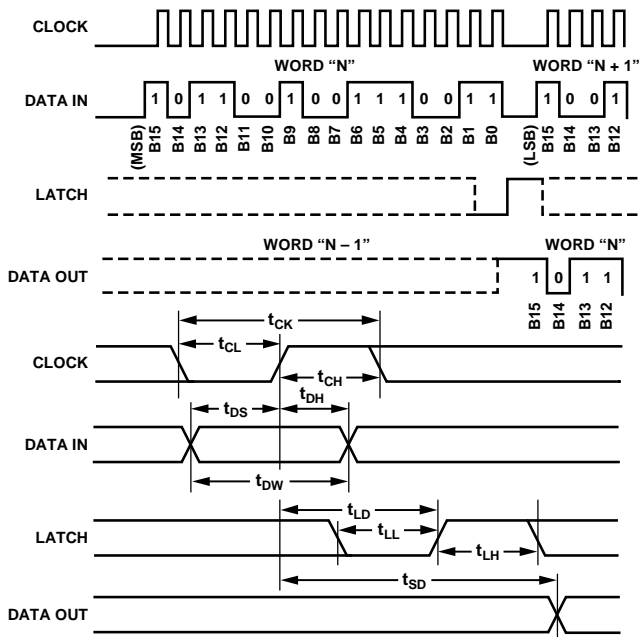 CLOCK
WORD “N”
WORD “N + 1”
DATA IN
1 0 1 1 0 0 1 0 0 1 1 1 0 0 1 1 1 0 0 1
(MSB) B15 B14 B13 B12 B11 B10 B9 B8 B7 B6 B5 B4 B3 B2 B1 B0 (LSB) B15 B14 B13 B12
LATCH
WORD “N – 1”
WORD “N”
DATA OUT
1 0 1 1
B15 B14 B13 B12
tCK
tCL
CLOCK
tCH
tDS tDH
DATA IN
tDW
tLD
LATCH
tLL
tLH
tSD
DATA OUT